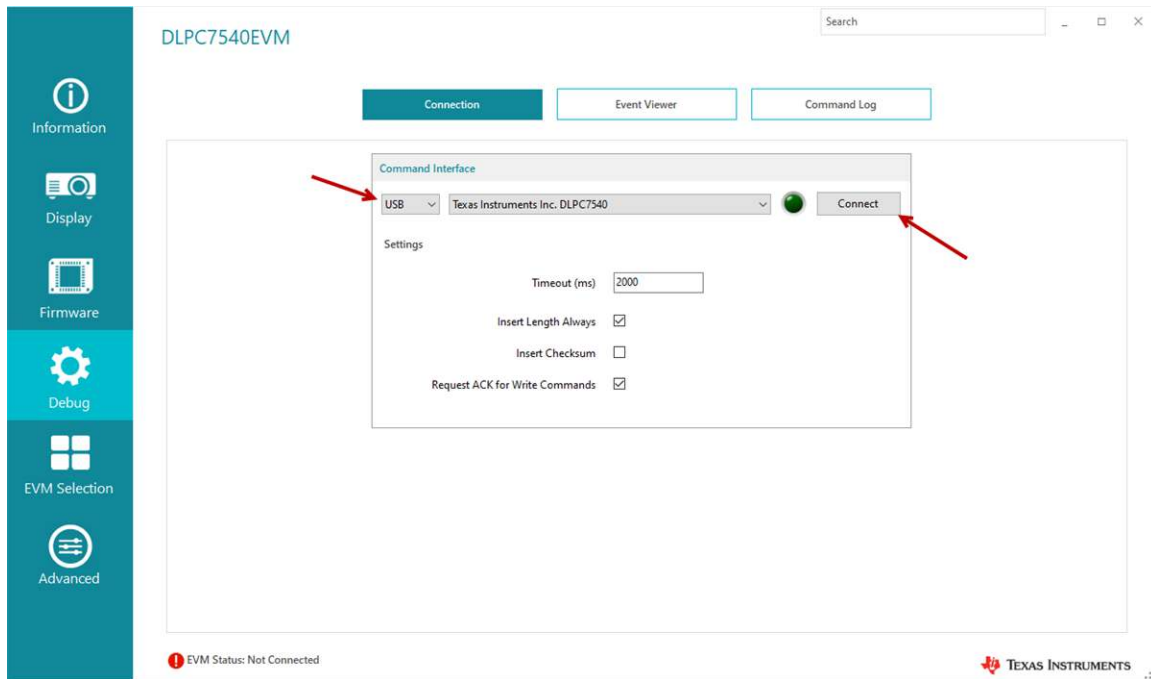 Search
DLPC7540EVM
Information
Display
Firmware
Debug
EVM Selection
Advanced
Connection
Event Viewer
Command Log
Command Interface
USB
Texas Instruments Inc. DLPC7540
Connect
Settings
Timeout (ms)
2000
Insert Length Always
Insert Checksum
Request ACK for Write Commands
EVM Status: Not Connected
TEXAS INSTRUMENTS